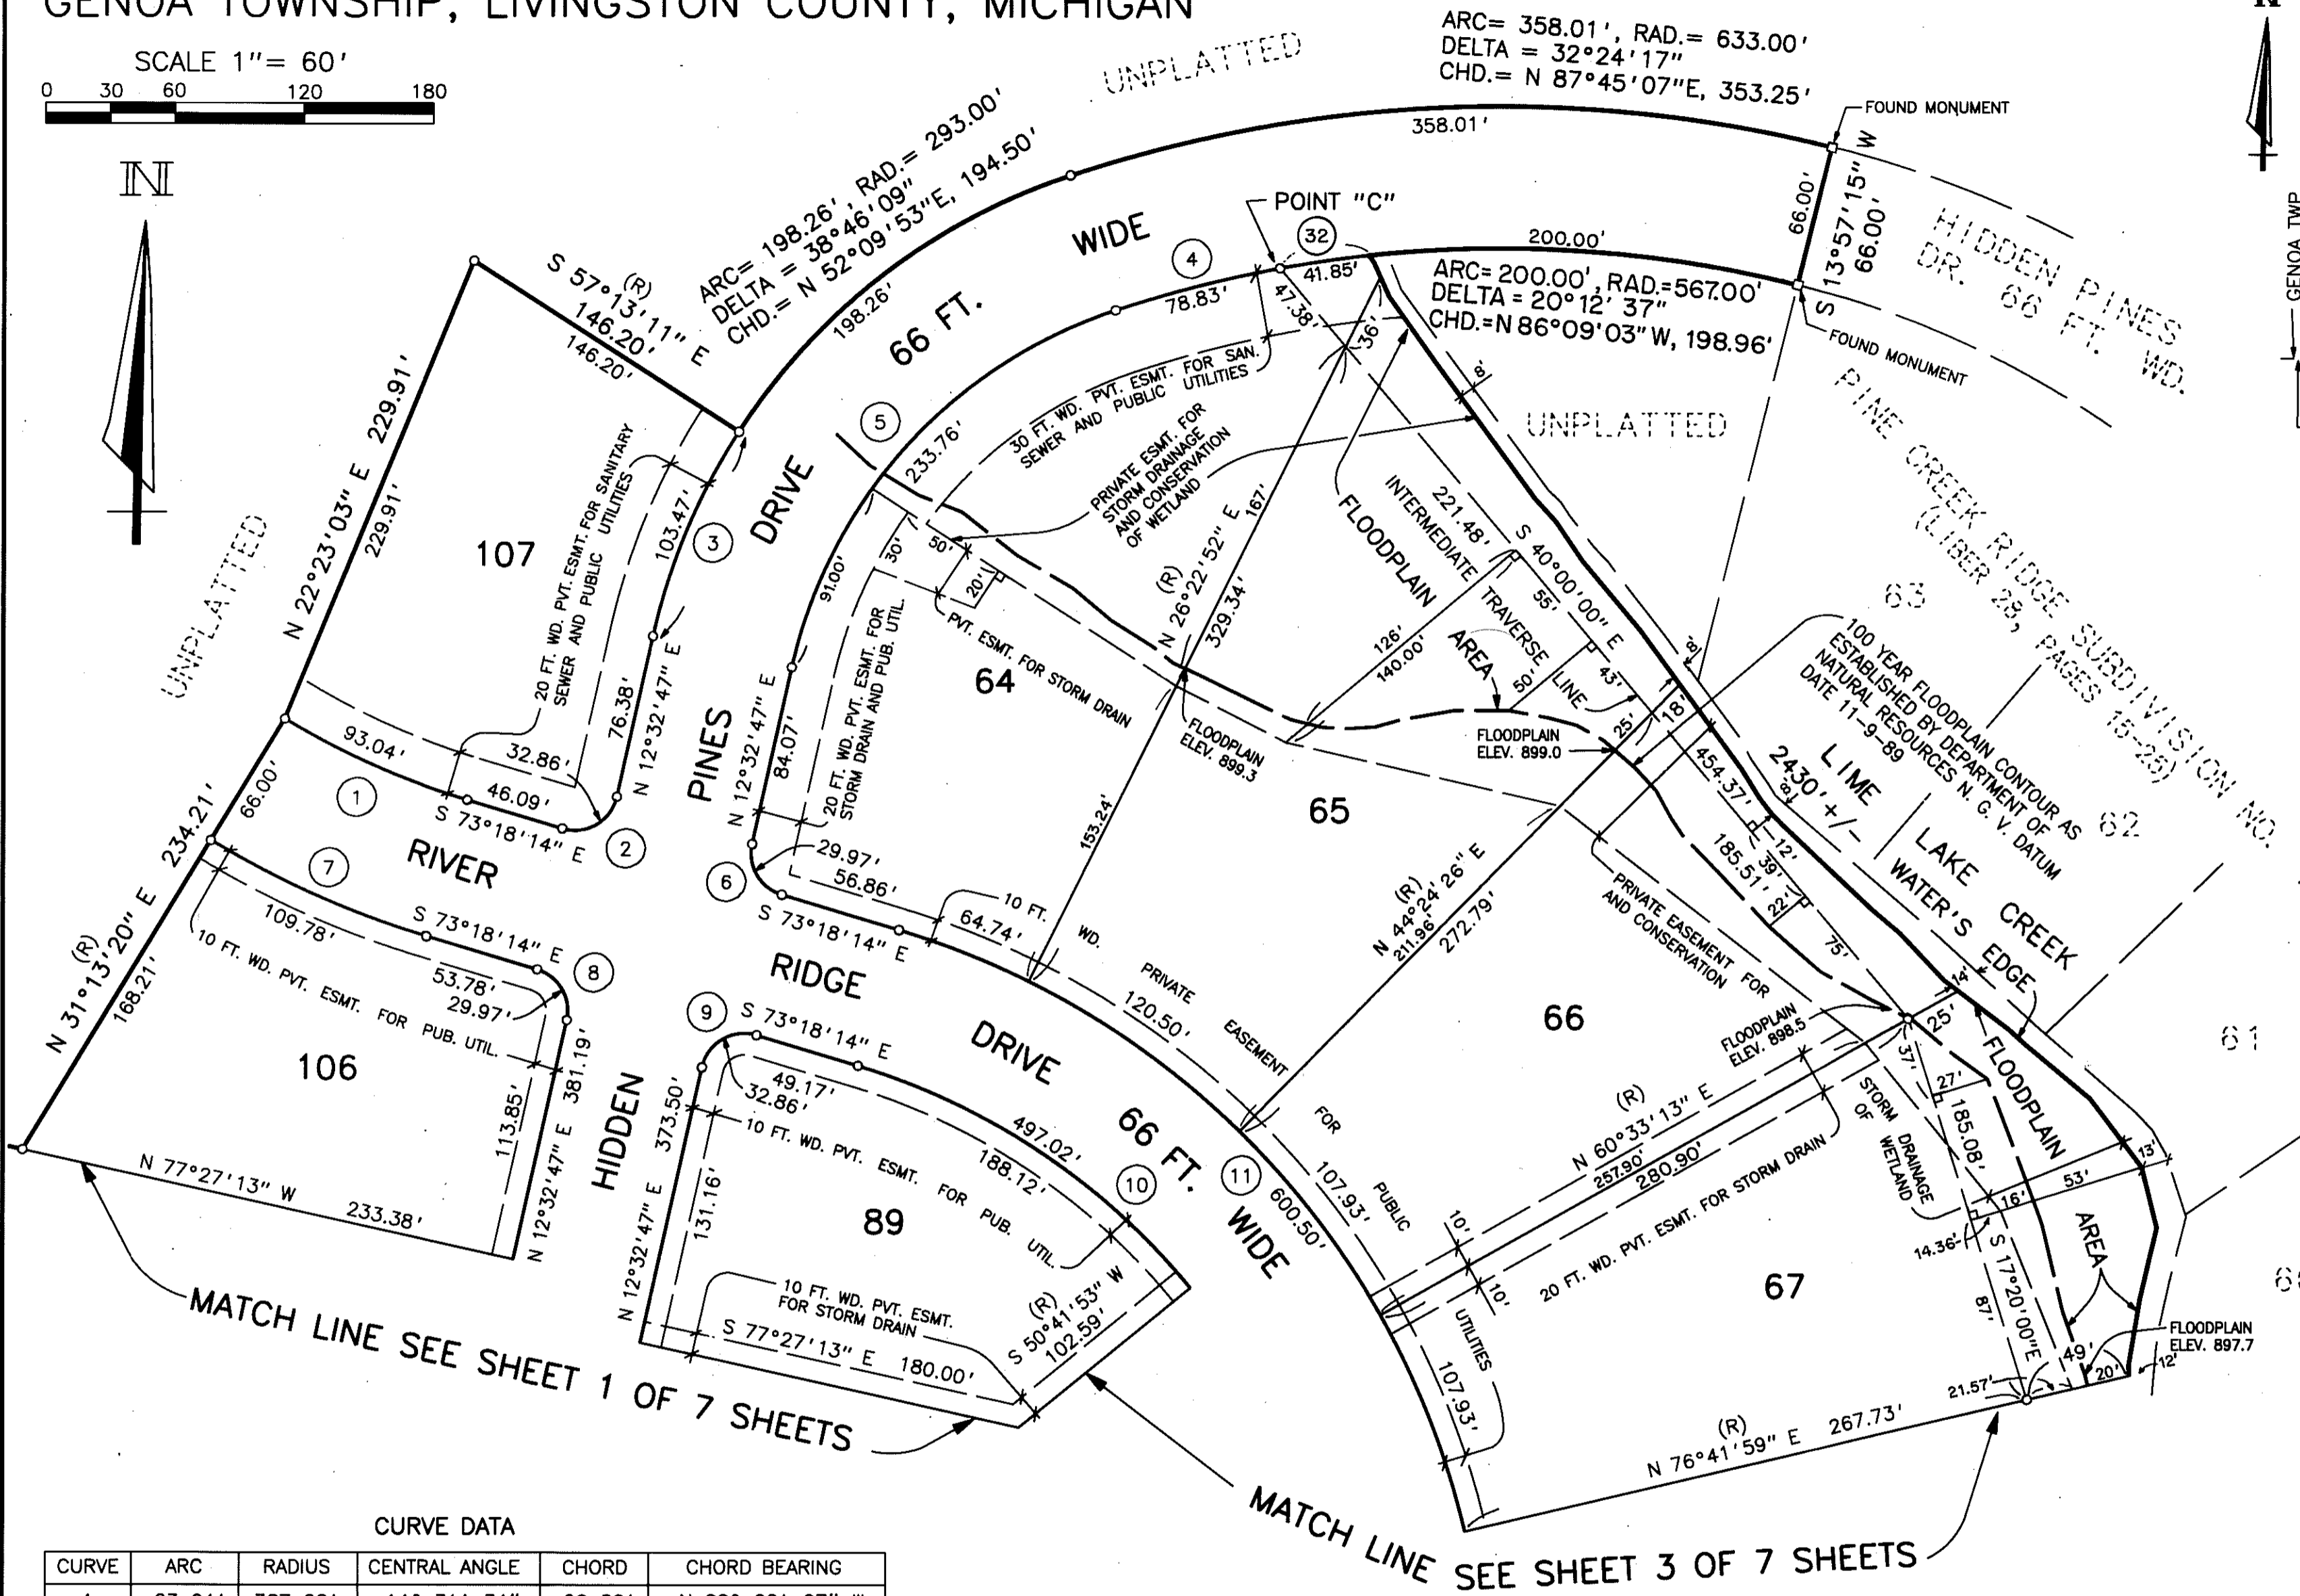 GENOA TOWNSHIP, LIVINGSTON COUNTY, MICHIGAN
SCALE 1"= 60'
0 30 60 120 180
N
N
GENOA TWP
UNPLATTED
ARC= 358.01', RAD.= 633.00'
DELTA = 32°24'17"
CHD.= N 87°45'07"E, 353.25'
358.01'
FOUND MONUMENT
66.00'
S 13°57'15" W
66.00'
HIDDEN PINES
DR. 66 FT. WD.
ARC= 198.26', RAD.= 293.00'
DELTA = 38°46'09"
CHD.= N 52°09'53"E, 194.50'
198.26'
66 FT. WIDE
POINT "C"
32
4
78.83'
41.85'
47.38'
36'
200.00'
ARC= 200.00', RAD.=567.00'
DELTA = 20°12'37"
CHD.=N 86°09'03"W, 198.96'
FOUND MONUMENT
S 57°13'11" E
(R)
146.20'
146.20'
N 22°23'03" E 229.91'
229.91'
UNPLATTED
107
20 FT. WD. PVT. ESMT. FOR SANITARY
SEWER AND PUBLIC UTILITIES
103.47'
3
DRIVE
5
233.76'
30 FT. WD. PVT. ESMT. FOR SAN.
SEWER AND PUBLIC UTILITIES
PRIVATE ESMT. FOR
STORM DRAINAGE
AND CONSERVATION
OF WETLAND
8'
UNPLATTED
PINE CREEK RIDGE SUBDIVISION NO.
(LIBER 28, PAGES 15-25)
63
62
61
91.00'
30'
50'
20'
PVT. ESMT. FOR STORM DRAIN
64
20 FT. WD. PVT. ESMT. FOR
STORM DRAIN AND PUB. UTIL.
N 26°22'52" E
(R)
167'
329.34'
153.24'
FLOODPLAIN
AREA
INTERMEDIATE TRAVERSE LINE
221.48'
S 40°00'00" E
55'
126'
140.00'
50'
43'
8'
25'
18'
FLOODPLAIN
ELEV. 899.3
FLOODPLAIN
ELEV. 899.0
100 YEAR FLOODPLAIN CONTOUR AS
ESTABLISHED BY DEPARTMENT OF
NATURAL RESOURCES N. G. V. DATUM
DATE 11-9-89
454.37'
8'
2430'+/-
LIME LAKE CREEK
WATER'S EDGE
185.51'
12'
39'
22'
75'
14'
76.38'
N 12°32'47" E
PINES
N 12°32'47" E
84.07'
93.04'
1
32.86'
46.09'
S 73°18'14" E
2
66.00'
234.21'
RIVER
7
109.78'
S 73°18'14" E
53.78'
29.97'
8
10 FT. WD. PVT. ESMT. FOR PUB. UTIL.
106
N 31°13'20" E
(R)
168.21'
N 77°27'13" W 233.38'
113.85'
N 12°32'47" E 381.19'
HIDDEN
6
29.97'
56.86'
S 73°18'14" E
64.74'
10 FT. WD. PRIVATE EASEMENT FOR PUBLIC UTILITIES
RIDGE
DRIVE
66 FT. WIDE
120.50'
65
N 44°24'26" E
(R)
211.96'
272.79'
66
PRIVATE EASEMENT FOR
AND CONSERVATION
STORM DRAINAGE
OF WETLAND
FLOODPLAIN
ELEV. 898.5
25'
37'
27'
FLOODPLAIN
AREA
185.08'
53'
13'
16'
14.36'
S 17°20'00"E
87'
49'
20'
12'
21.57'
FLOODPLAIN
ELEV. 897.7
9
S 73°18'14" E
49.17'
32.86'
10 FT. WD. PVT. ESMT. FOR PUB. UTIL.
497.02'
188.12'
10
11
600.50'
107.93'
107.93'
N 12°32'47" E 373.50'
131.16'
89
10 FT. WD. PVT. ESMT.
FOR STORM DRAIN
S 77°27'13" E 180.00'
S 50°41'53" W
(R)
102.59'
N 60°33'13" E
(R)
257.90'
280.90'
20 FT. WD. PVT. ESMT. FOR STORM DRAIN
10'
10'
67
(R)
N 76°41'59" E 267.73'
MATCH LINE SEE SHEET 1 OF 7 SHEETS
MATCH LINE SEE SHEET 3 OF 7 SHEETS
CURVE DATA
CURVE ARC RADIUS CENTRAL ANGLE CHORD CHORD BEARING